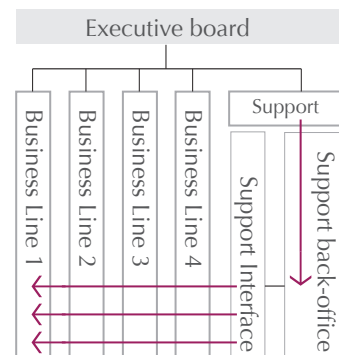 Executive board
Business Line 1
Business Line 2
Business Line 3
Business Line 4
Support
Support Interface
Support back-office